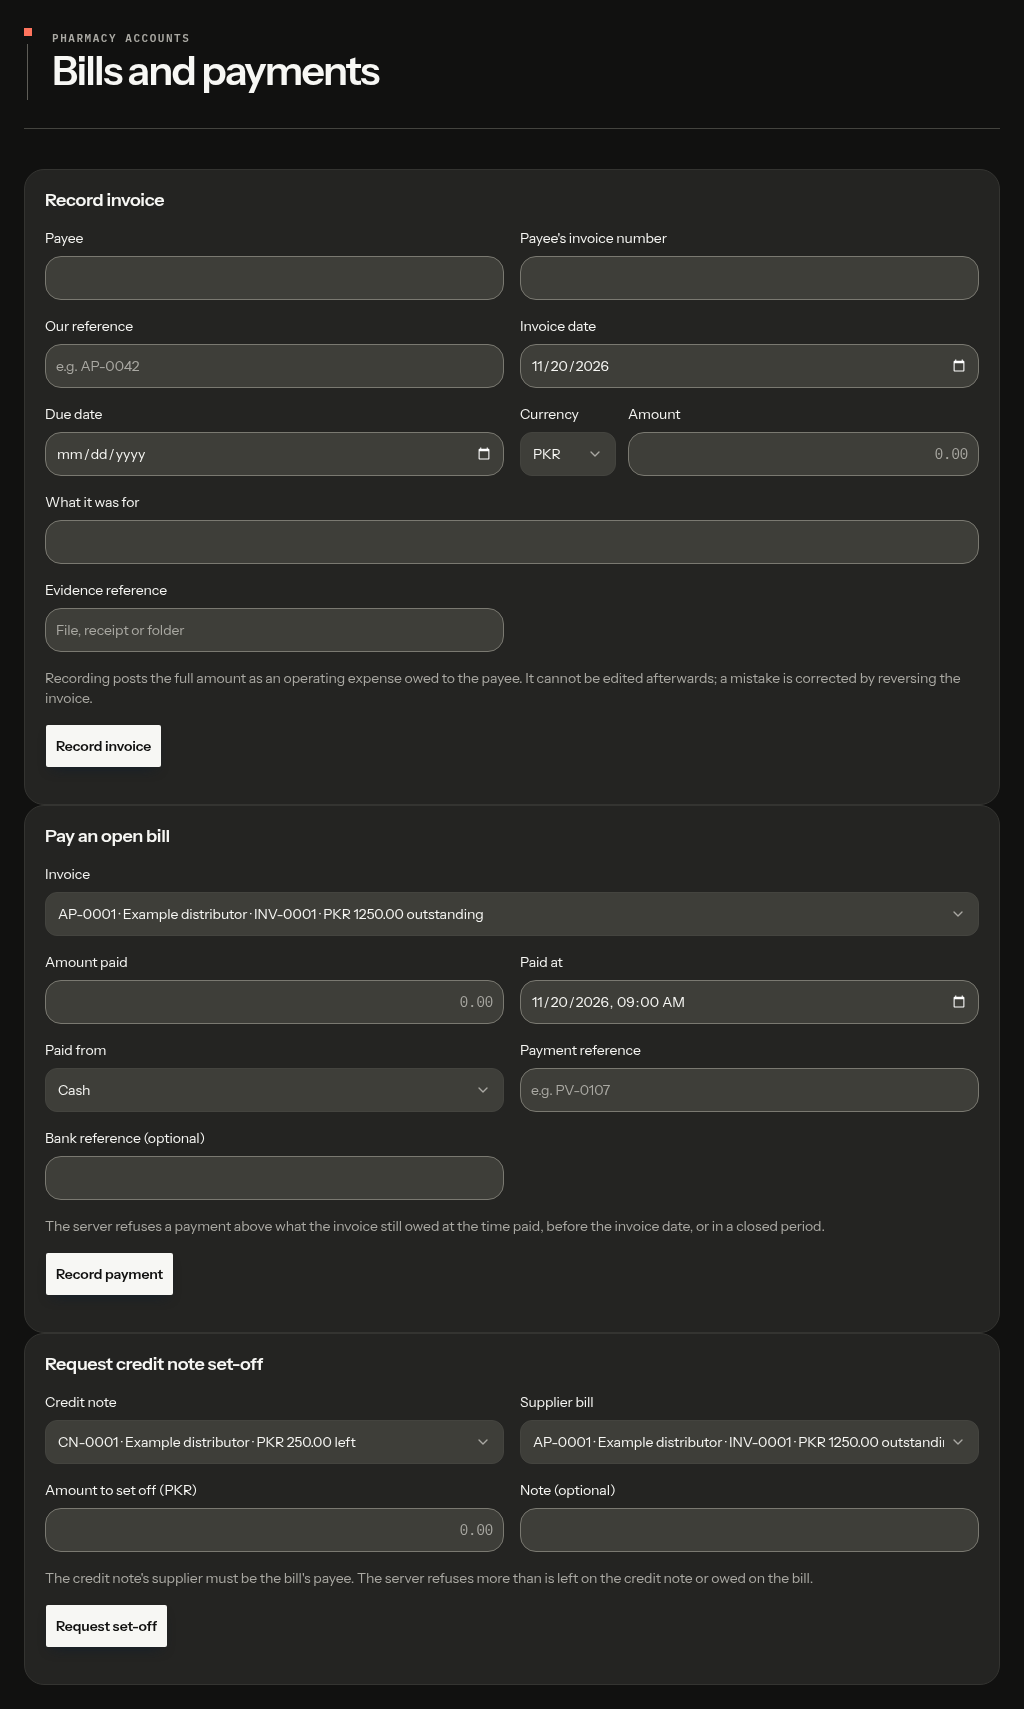 PHARMACY ACCOUNTS
Bills and payments
Record invoice
Payee
Payee's invoice number
Our reference
Invoice date
e.g. AP-0042
11/20/2026
Due date
Currency
Amount
mm/dd/yyyy
PKR
0.00
What it was for
Evidence reference
File, receipt or folder
Recording posts the full amount as an operating expense owed to the payee. It cannot be edited afterwards; a mistake is corrected by reversing the
invoice.
Record invoice
Pay an open bill
Invoice
AP-0001 · Example distributor · INV-0001 · PKR 1250.00 outstanding
Amount paid
Paid at
0.00
11/20/2026, 09:00 AM
Paid from
Payment reference
Cash
e.g. PV-0107
Bank reference (optional)
The server refuses a payment above what the invoice still owed at the time paid, before the invoice date, or in a closed period.
Record payment
Request credit note set-off
Credit note
Supplier bill
CN-0001 · Example distributor · PKR 250.00 left
AP-0001 · Example distributor · INV-0001 · PKR 1250.00 outstandi
Amount to set off (PKR)
Note (optional)
0.00
The credit note's supplier must be the bill's payee. The server refuses more than is left on the credit note or owed on the bill.
Request set-off